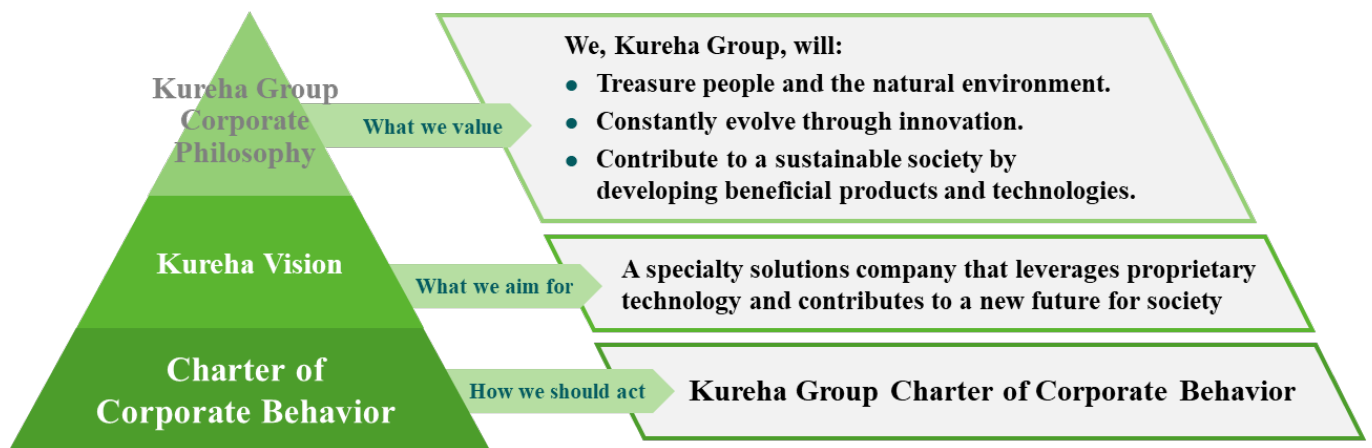 Kureha Group
Corporate
Philosophy
What we value
We, Kureha Group, will:
● Treasure people and the natural environment.
● Constantly evolve through innovation.
● Contribute to a sustainable society by
developing beneficial products and technologies.
Kureha Vision
What we aim for
A specialty solutions company that leverages proprietary
technology and contributes to a new future for society
Charter of
Corporate Behavior
How we should act
Kureha Group Charter of Corporate Behavior